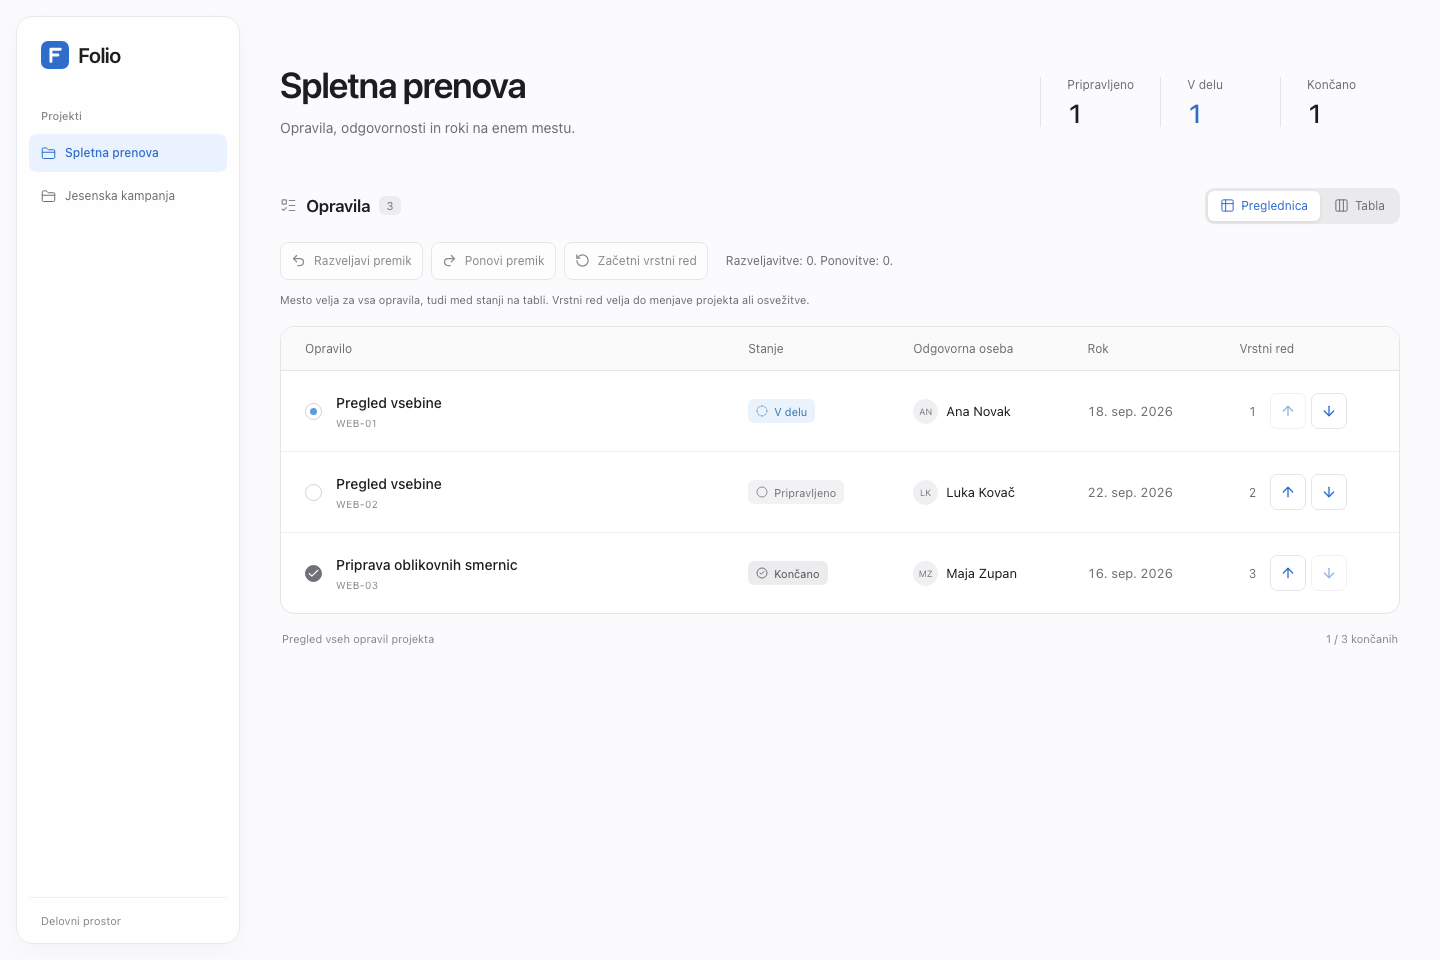 Folio
Projekti
Spletna prenova
Jesenska kampanja
Delovni prostor
Spletna prenova
Opravila, odgovornosti in roki na enem mestu.
Pripravljeno
1
V delu
1
Končano
1
Opravila 3
Preglednica
Tabla
Razveljavi premik
Ponovi premik
Začetni vrstni red
Razveljavitve: 0. Ponovitve: 0.
Mesto velja za vsa opravila, tudi med stanji na tabli. Vrstni red velja do menjave projekta ali osvežitve.
Opravilo Stanje Odgovorna oseba Rok Vrstni red
Pregled vsebine
WEB-01
V delu
AN Ana Novak
18. sep. 2026
1
Pregled vsebine
WEB-02
Pripravljeno
LK Luka Kovač
22. sep. 2026
2
Priprava oblikovnih smernic
WEB-03
Končano
MZ Maja Zupan
16. sep. 2026
3
Pregled vseh opravil projekta
1 / 3 končanih